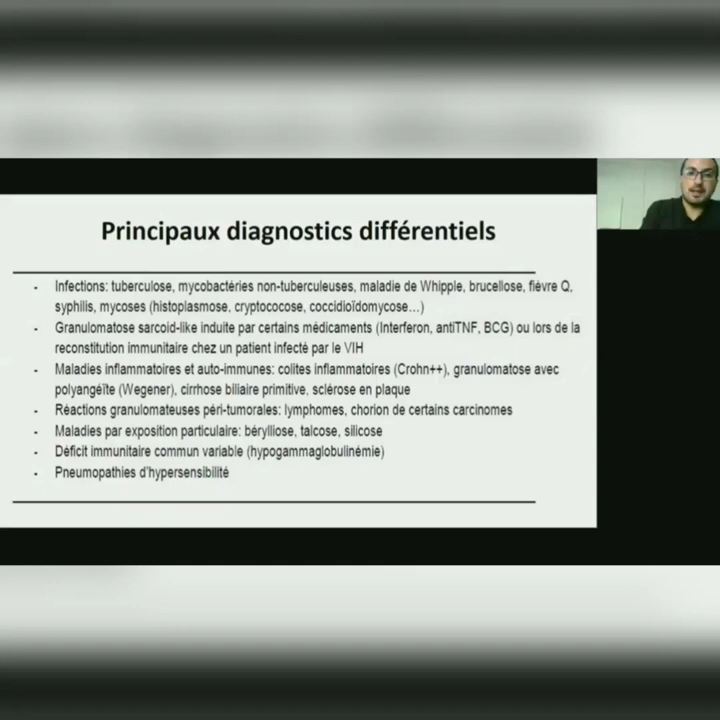 Principaux diagnostics différentiels
- Infections: tuberculose, mycobactéries non-tuberculeuses, maladie de Whipple, brucellose, fièvre Q,
syphilis, mycoses (histoplasmose, cryptococose, coccidioïdomycose...)
- Granulomatose sarcoid-like induite par certains médicaments (Interferon, antiTNF, BCG) ou lors de la
reconstitution immunitaire chez un patient infecté par le VIH
- Maladies inflammatoires et auto-immunes: colites inflammatoires (Crohn++), granulomatose avec
polyangéïte (Wegener), cirrhose biliaire primitive, sclérose en plaque
- Réactions granulomateuses péri-tumorales: lymphomes, chorion de certains carcinomes
- Maladies par exposition particulaire: bérylliose, talcose, silicose
- Déficit immunitaire commun variable (hypogammaglobulinémie)
- Pneumopathies d'hypersensibilité